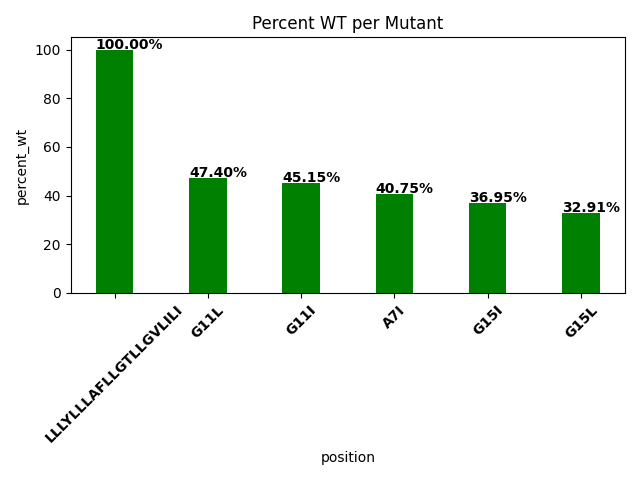 Percent WT per Mutant
percent_wt
100
80
60
40
20
0
100.00%
47.40%
45.15%
40.75%
36.95%
32.91%
LLLYLLLAFLLGTLLGVLILI
G11L
G11I
A7I
G15I
G15L
position